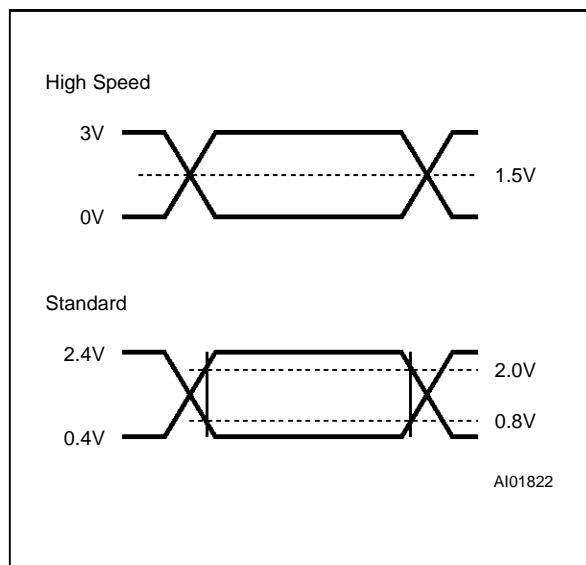 High Speed
3V
1.5V
0V
Standard
2.4V
2.0V
0.8V
0.4V
AI01822